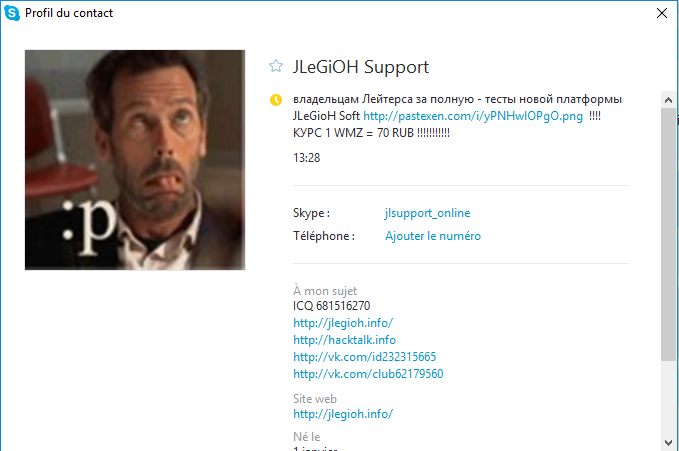 Profil du contact
JLeGiOH Support
владельцам Лейтерса за полную - тесты новой платформы
JLeGioH Soft http://pastexen.com/i/yPNHwIOPgO.png !!!!
КУРС 1 WMZ = 70 RUB !!!!!!!!!!!
13:28
:p
Skype : jlsupport_online
Téléphone : Ajouter le numéro
À mon sujet
ICQ 681516270
http://jlegioh.info/
http://hacktalk.info
http://vk.com/id232315665
http://vk.com/club62179560
Site web
http://jlegioh.info/
Né le
1 janvier